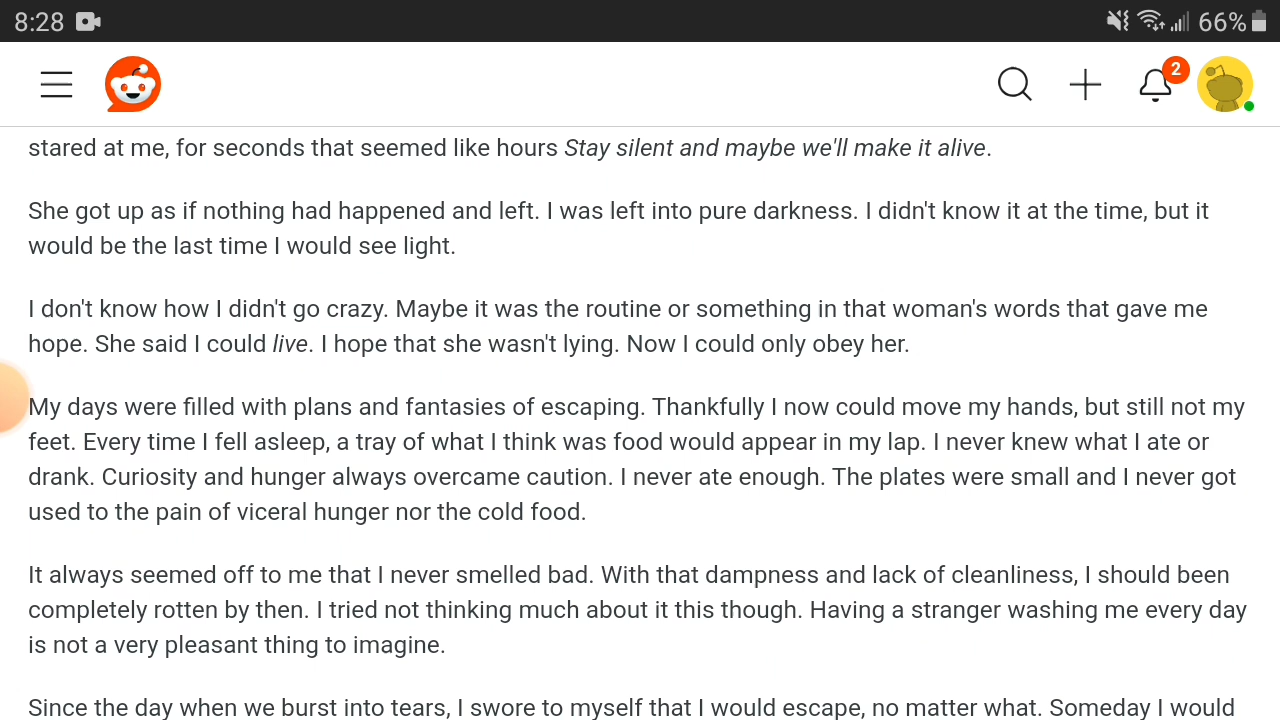 8:28
66%
2
stared at me, for seconds that seemed like hours Stay silent and maybe we'll make it alive.
She got up as if nothing had happened and left. I was left into pure darkness. I didn't know it at the time, but it
would be the last time I would see light.
I don't know how I didn't go crazy. Maybe it was the routine or something in that woman's words that gave me
hope. She said I could live. I hope that she wasn't lying. Now I could only obey her.
My days were filled with plans and fantasies of escaping. Thankfully I now could move my hands, but still not my
feet. Every time I fell asleep, a tray of what I think was food would appear in my lap. I never knew what I ate or
drank. Curiosity and hunger always overcame caution. I never ate enough. The plates were small and I never got
used to the pain of viceral hunger nor the cold food.
It always seemed off to me that I never smelled bad. With that dampness and lack of cleanliness, I should been
completely rotten by then. I tried not thinking much about it this though. Having a stranger washing me every day
is not a very pleasant thing to imagine.
Since the day when we burst into tears, I swore to myself that I would escape, no matter what. Someday I would